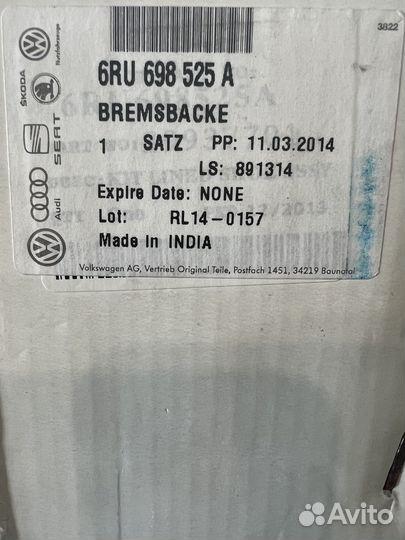 3822
6RU 698 525 A
BREMSBACKE
1 SATZ PP: 11.03.2014
LS: 891314
Expire Date: NONE
Lot: RL14-0157
Made in INDIA
Volkswagen AG, Vertrieb Original Teile, Postfach 1451, 34219 Baunatal
ŠKODA
Nutzfahrzeuge
SEAT
Audi
Avito